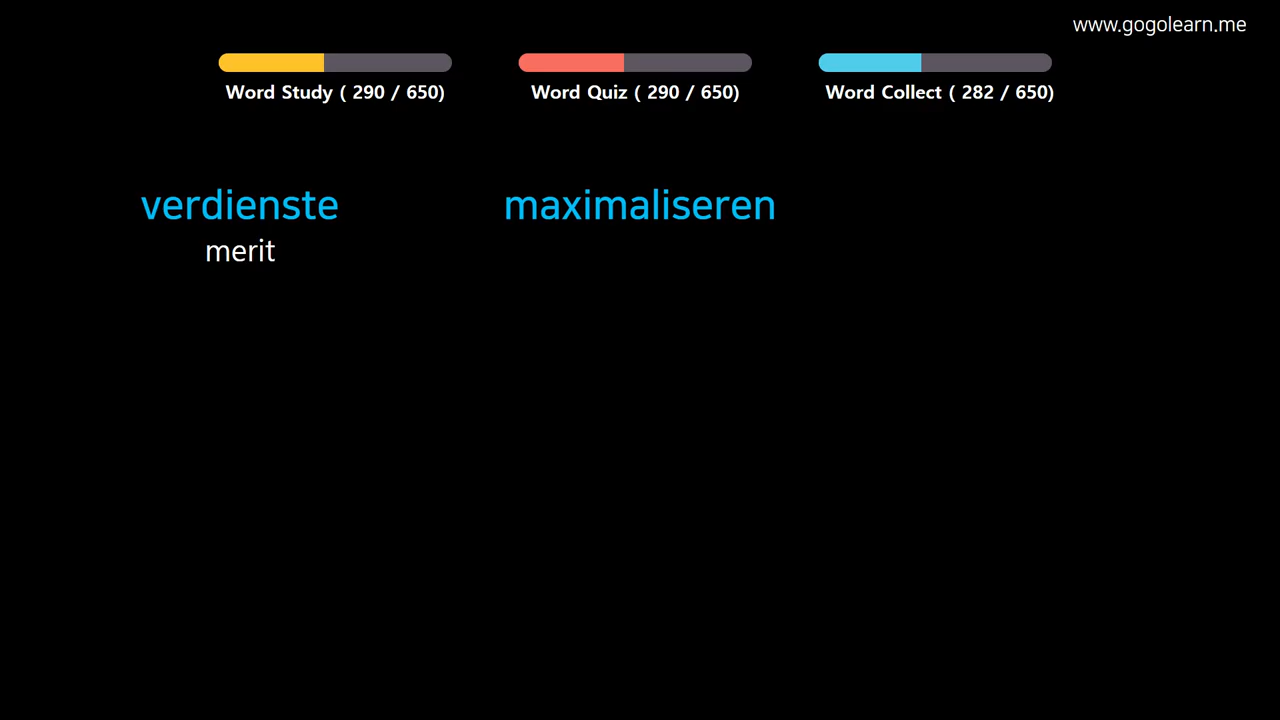 www.gogolearn.me
Word Study ( 290 / 650)
Word Quiz ( 290 / 650)
Word Collect ( 282 / 650)
verdienste
merit
maximaliseren